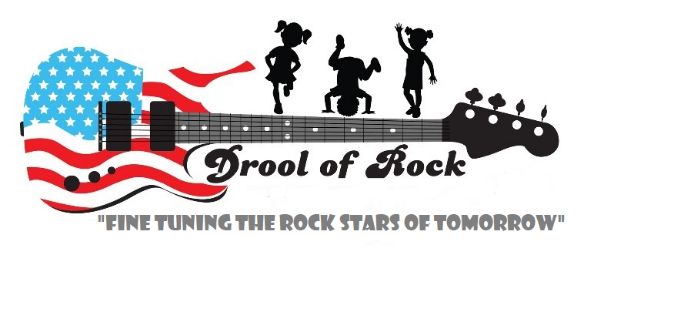 Drool of Rock
"FINE TUNING THE ROCK STARS OF TOMORROW"